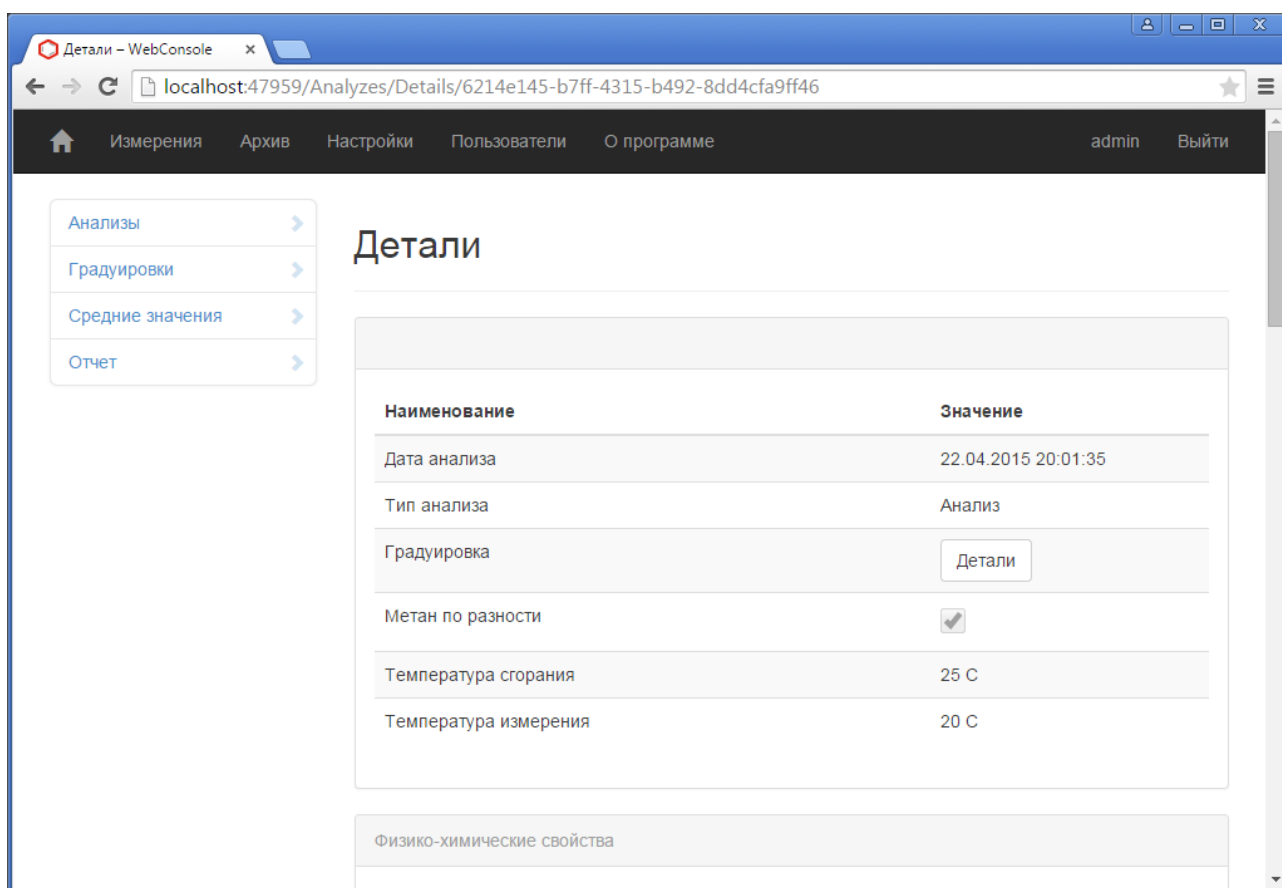 Детали – WebConsole
localhost:47959/Analyzes/Details/6214e145-b7ff-4315-b492-8dd4cfa9ff46
Измерения Архив Настройки Пользователи О программе admin Выйти
Анализы
Градуировки
Средние значения
Отчет
Детали
Наименование Значение
Дата анализа 22.04.2015 20:01:35
Тип анализа Анализ
Градуировка Детали
Метан по разности
Температура сгорания 25 C
Температура измерения 20 C
Физико-химические свойства